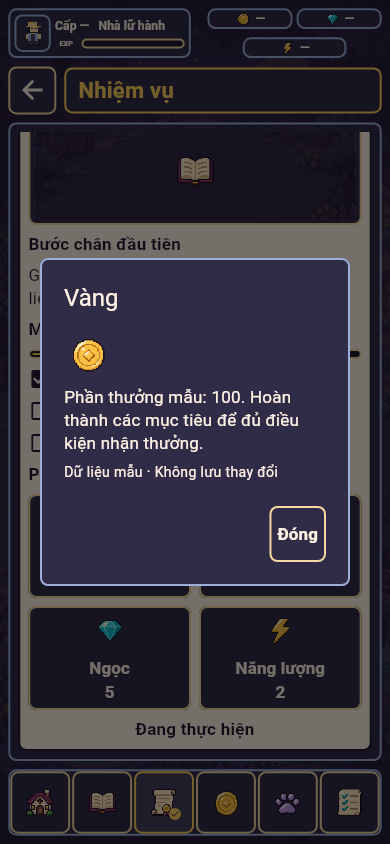 Cấp — Nhà lữ hành
EXP
—
—
—
Nhiệm vụ
Bước chân đầu tiên
G
li
M
Vàng
Phần thưởng mẫu: 100. Hoàn
thành các mục tiêu để đủ điều
kiện nhận thưởng.
Dữ liệu mẫu · Không lưu thay đổi
P
Đóng
Ngọc
5
Năng lượng
2
Đang thực hiện